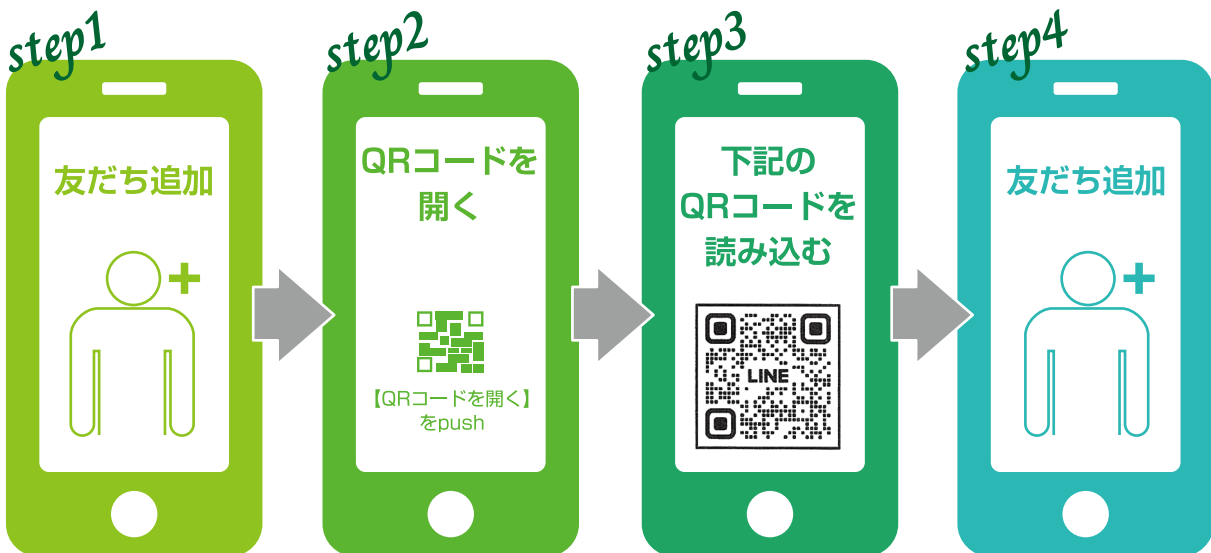 step1
友だち追加
step2
QRコードを
開く
【QRコードを開く】
をpush
step3
下記の
QRコードを
読み込む
LINE
step4
友だち追加